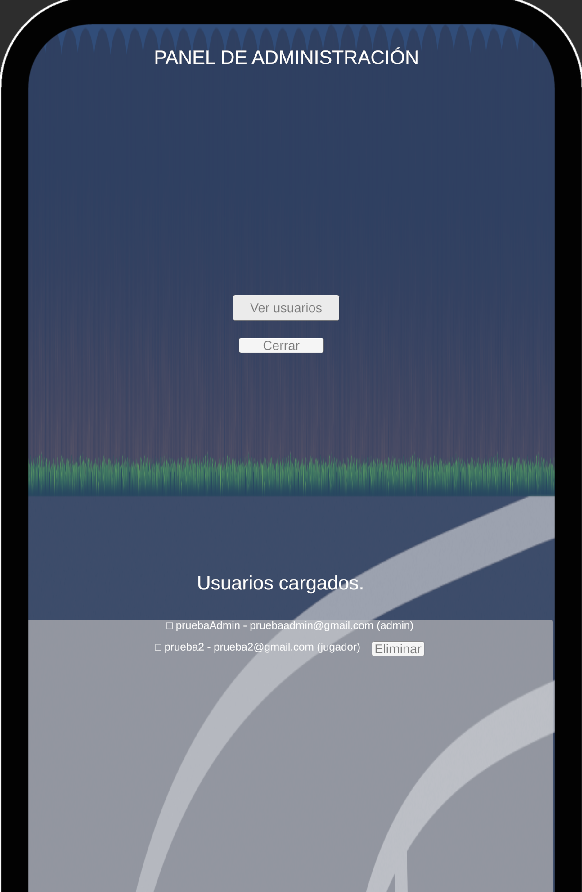 PANEL DE ADMINISTRACIÓN
Ver usuarios
Cerrar
Usuarios cargados.
□ pruebaAdmin - pruebaadmin@gmail.com (admin)
□ prueba2 - prueba2@gmail.com (jugador) Eliminar